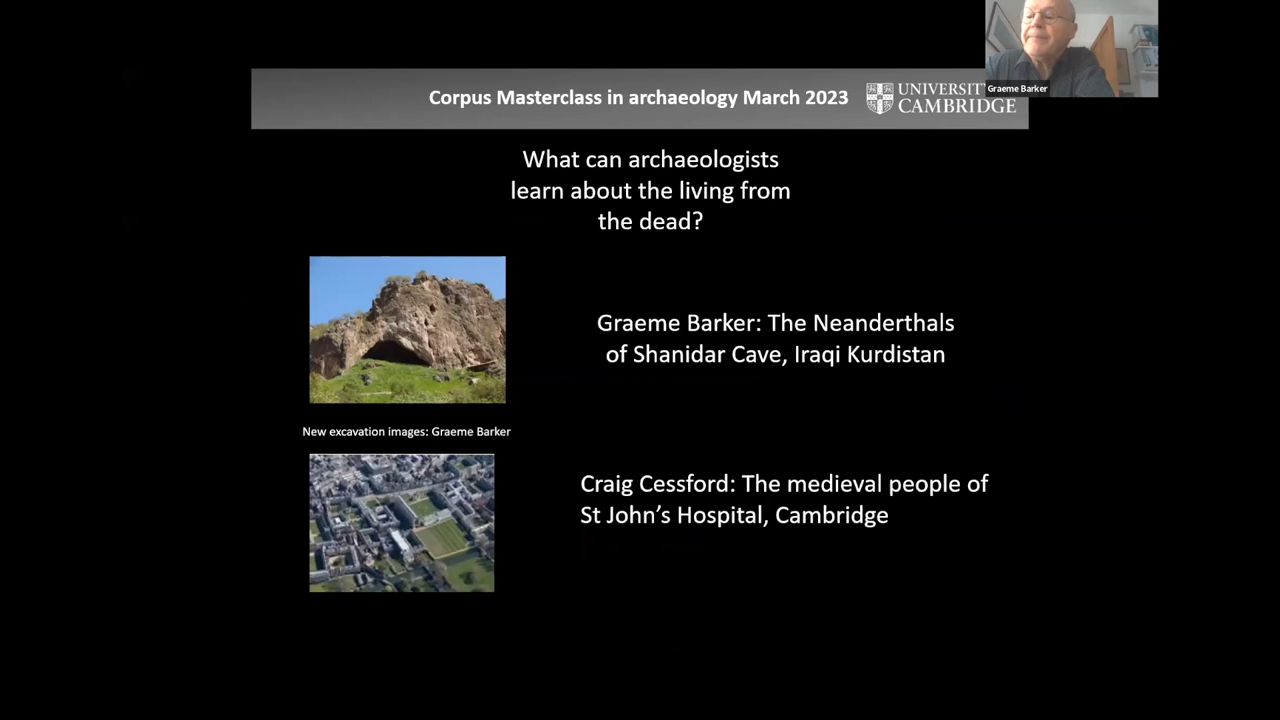 Corpus Masterclass in archaeology March 2023
UNIVERSIT
CAMBRIDGE
Graeme Barker
What can archaeologists
learn about the living from
the dead?
Graeme Barker: The Neanderthals
of Shanidar Cave, Iraqi Kurdistan
New excavation images: Graeme Barker
Craig Cessford: The medieval people of
St John's Hospital, Cambridge